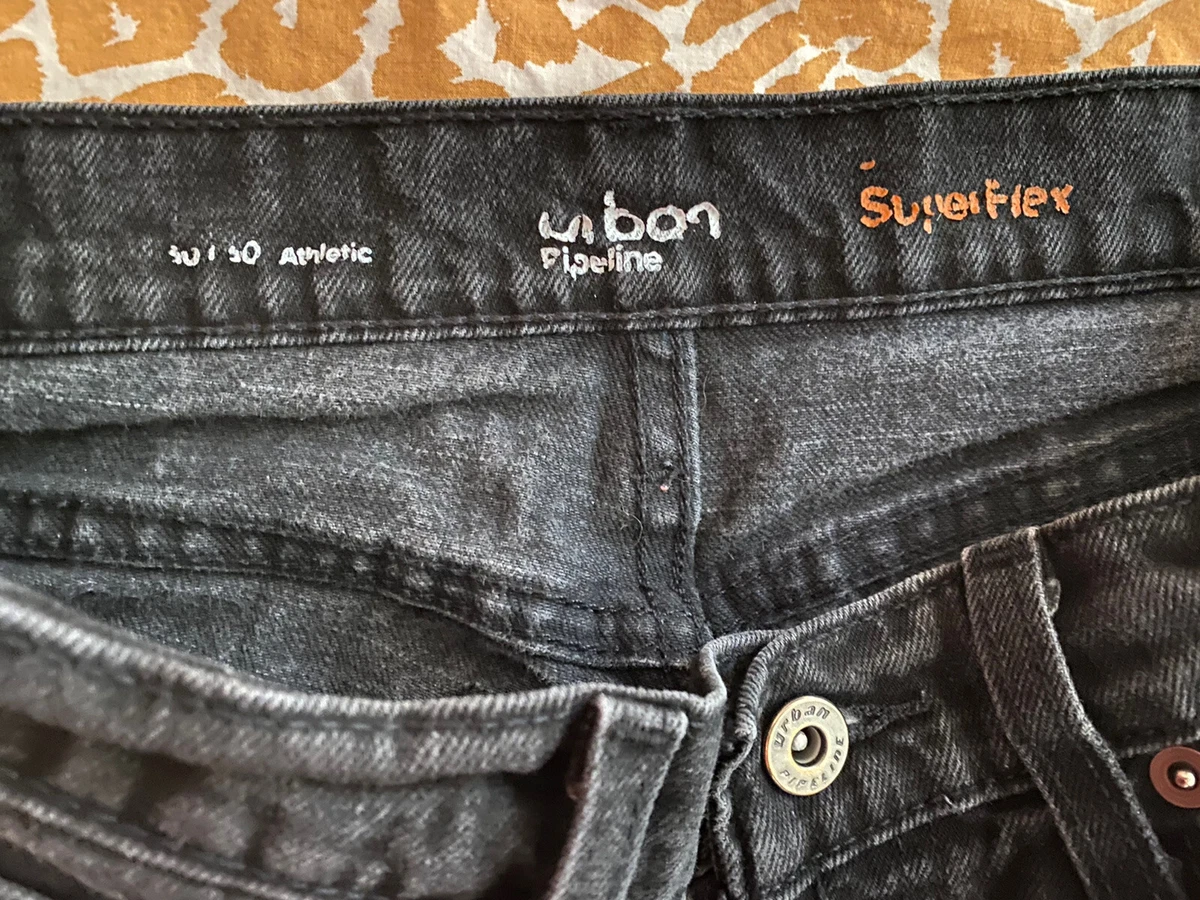 Athletic
urban
Pipeline
SuperFlex
urban
PIPELINE